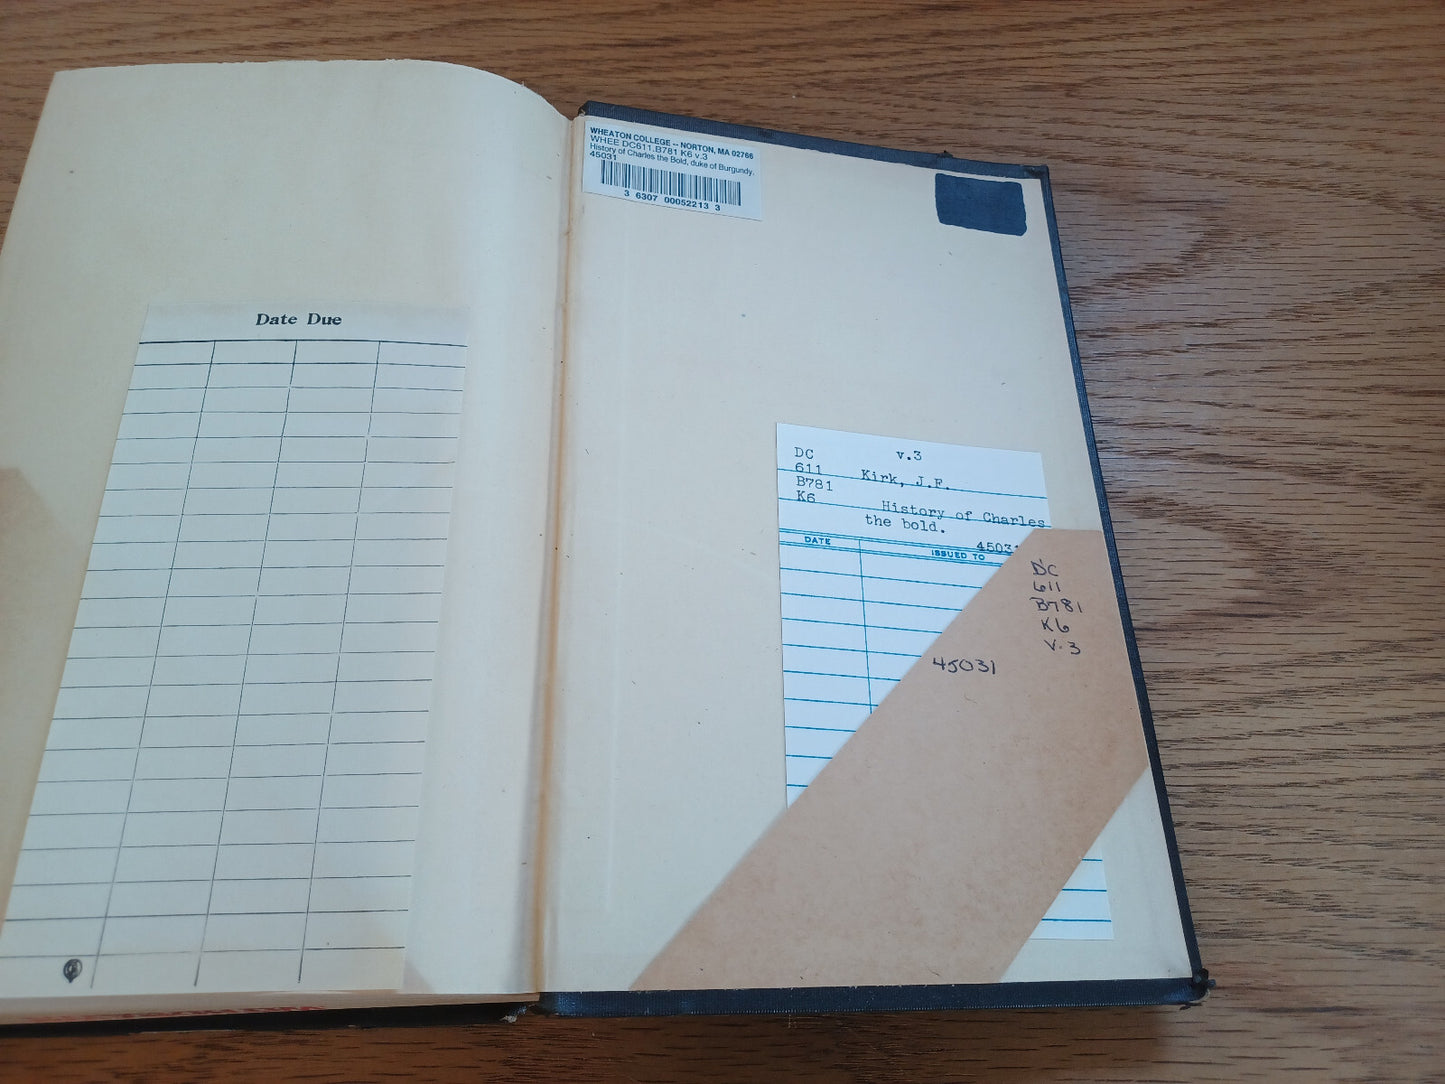 Date Due
WHEATON COLLEGE -- NORTON, MA 02766
WHEE DC611.B781 K6 v:3
History of Charles the Bold, duke of Burgundy.
45031
3 6307 00052213 3
DC v.3
611 Kirk, J.F.
B781
K6 History of Charles
the bold.
4503
DATE ISSUED TO
DC
611
B781
K6
V.3
45031